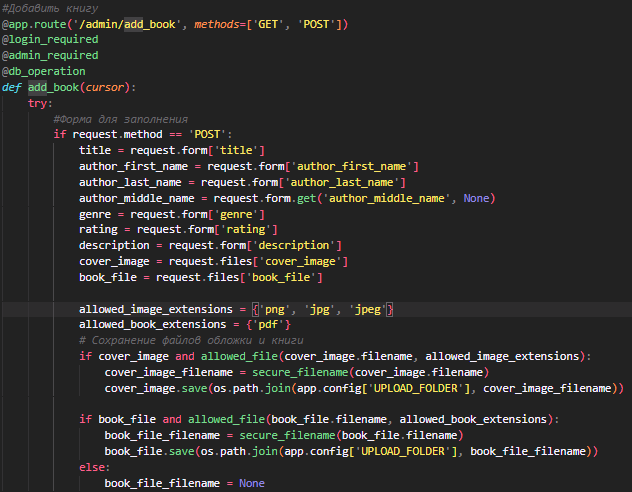 #Добавить книгу
@app.route('/admin/add_book', methods=['GET', 'POST'])
@login_required
@admin_required
@db_operation
def add_book(cursor):
    try:
        #Форма для заполнения
        if request.method == 'POST':
            title = request.form['title']
            author_first_name = request.form['author_first_name']
            author_last_name = request.form['author_last_name']
            author_middle_name = request.form.get('author_middle_name', None)
            genre = request.form['genre']
            rating = request.form['rating']
            description = request.form['description']
            cover_image = request.files['cover_image']
            book_file = request.files['book_file']

            allowed_image_extensions = {'png', 'jpg', 'jpeg'}
            allowed_book_extensions = {'pdf'}
            # Сохранение файлов обложки и книги
            if cover_image and allowed_file(cover_image.filename, allowed_image_extensions):
                cover_image_filename = secure_filename(cover_image.filename)
                cover_image.save(os.path.join(app.config['UPLOAD_FOLDER'], cover_image_filename))

            if book_file and allowed_file(book_file.filename, allowed_book_extensions):
                book_file_filename = secure_filename(book_file.filename)
                book_file.save(os.path.join(app.config['UPLOAD_FOLDER'], book_file_filename))
            else:
                book_file_filename = None